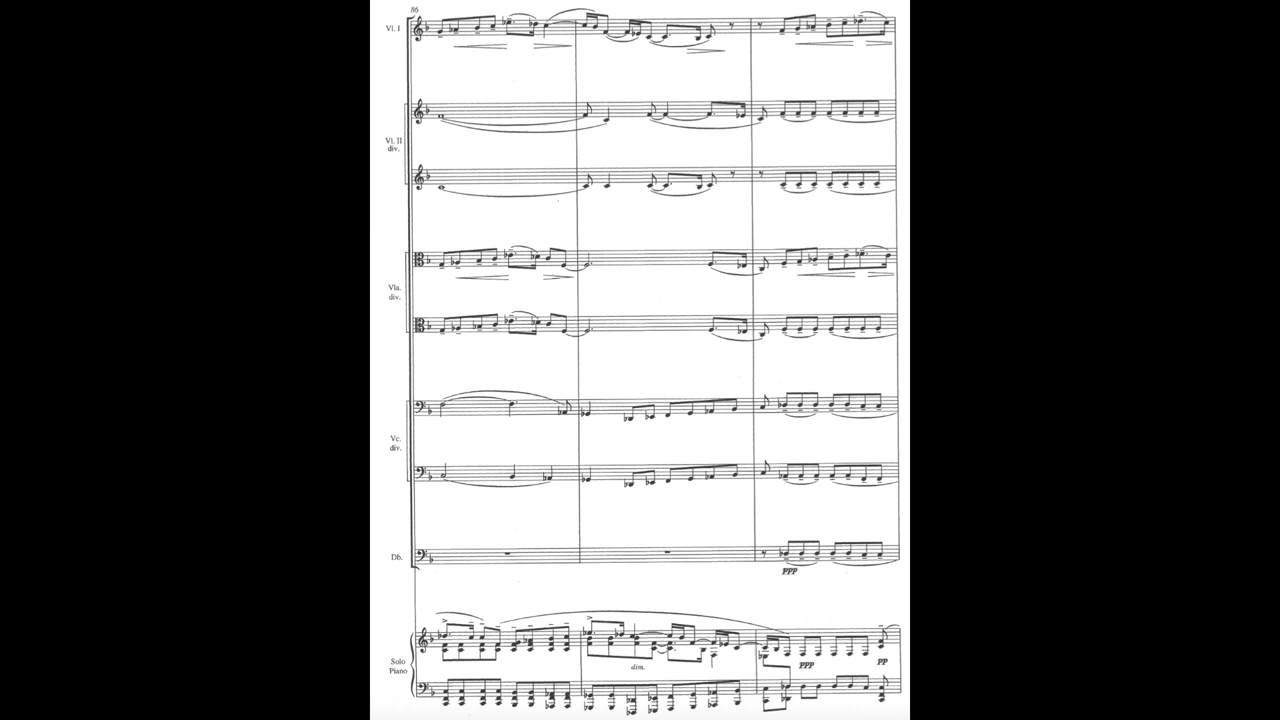 86
Vl. I
Vl. II
div.
Vla.
div.
Vc.
div.
Db.
ppp
Solo
Piano
dim.
ppp
pp